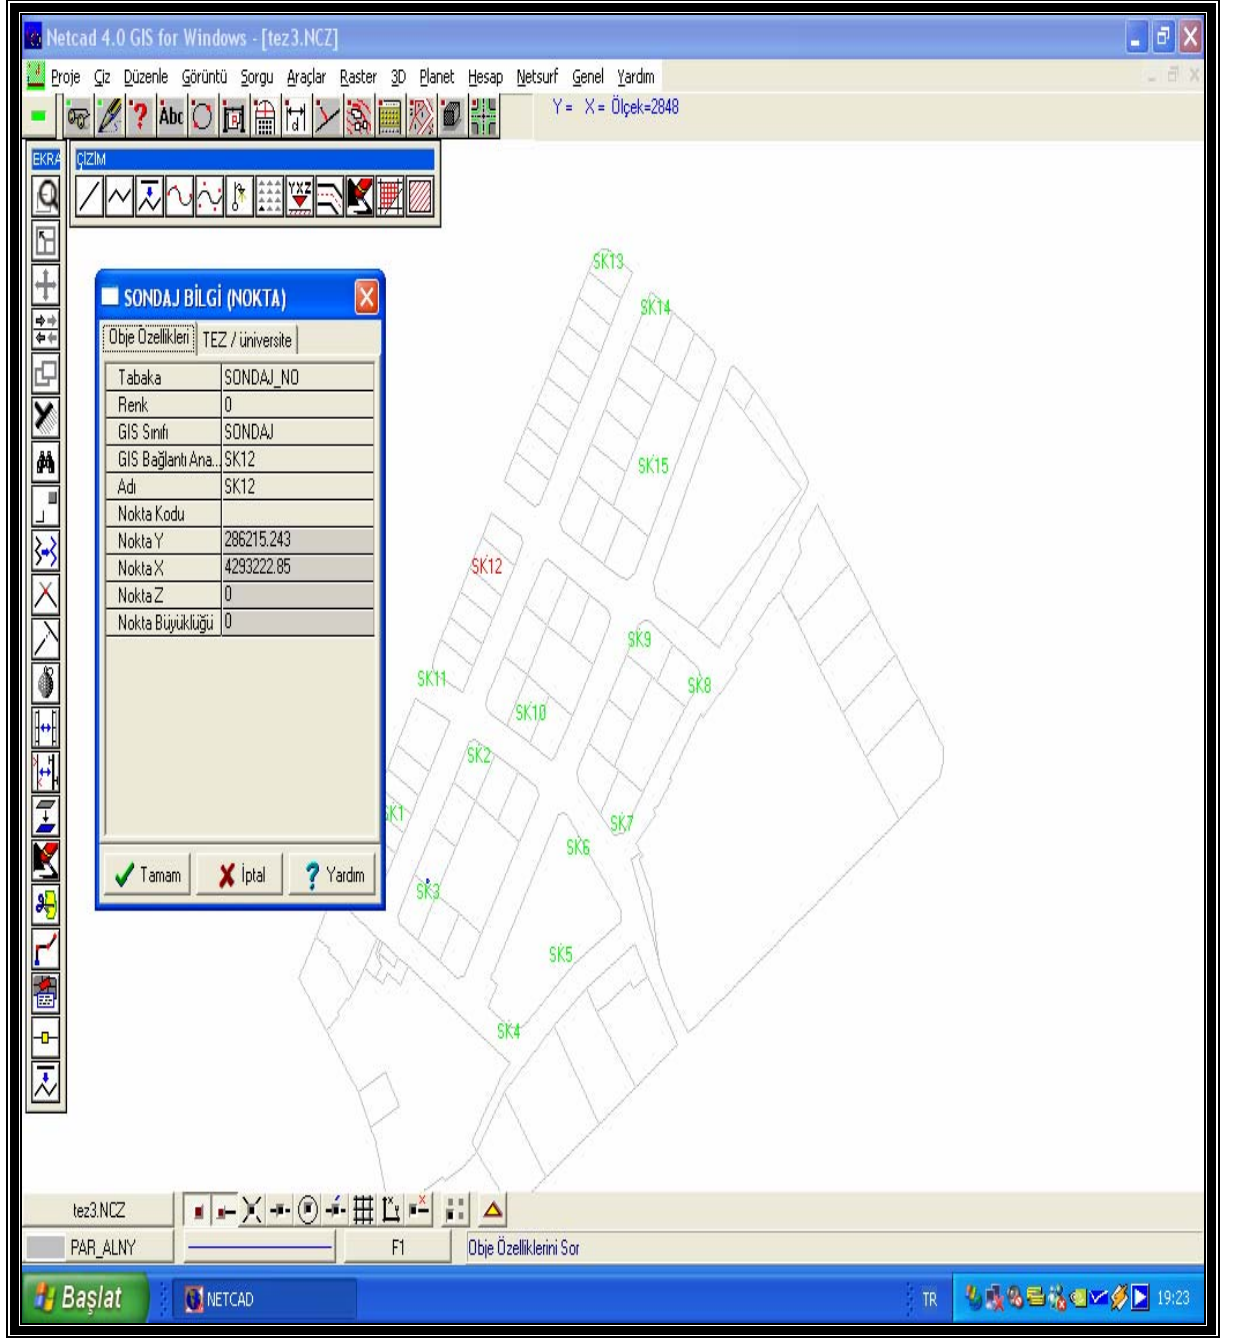 Netcad 4.0 GIS for Windows - [tez3.NCZ]
Proje Çiz Düzenle Görüntü Sorgu Araçlar Raster 3D Planet Hesap Netsurf Genel Yardım
Abc
d
Y = X = Ölçek=2848
EKRA
ÇİZİM
YXZ
SONDAJ BİLGİ (NOKTA)
Obje Özellikleri
TEZ / üniversite
Tabaka SONDAJ_NO
Renk 0
GIS Sınıfı SONDAJ
GIS Bağlantı Ana... SK12
Adı SK12
Nokta Kodu
Nokta Y 286215.243
Nokta X 4293222.85
Nokta Z 0
Nokta Büyüklüğü 0
Tamam
İptal
Yardım
SK13
SK14
SK15
SK12
SK9
SK11
SK8
SK10
SK2
SK1
SK7
SK6
SK3
SK5
SK4
tez3.NCZ
PAR_ALNY
F1
Obje Özelliklerini Sor
Başlat
NETCAD
TR
19:23